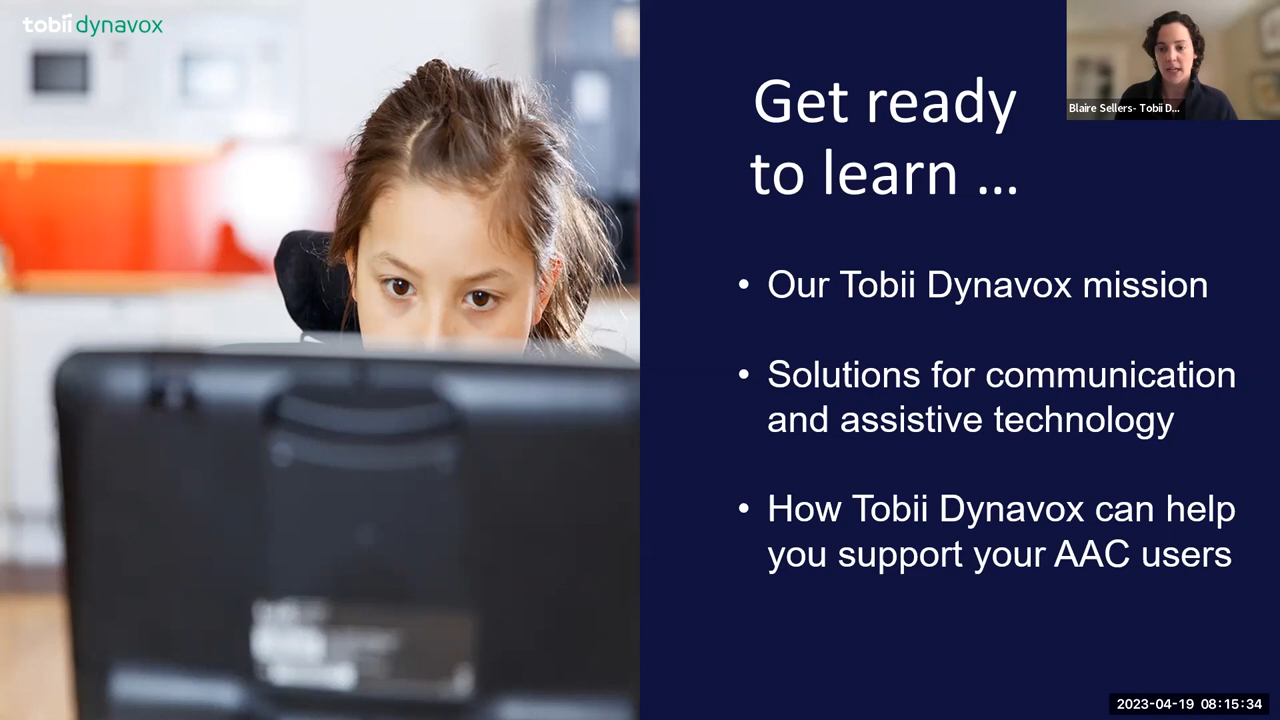 tobii dynavox
Get ready
to learn ...
Blaire Sellers- Tobii D...
• Our Tobii Dynavox mission
• Solutions for communication
and assistive technology
• How Tobii Dynavox can help
you support your AAC users
2023-04-19 08:15:34